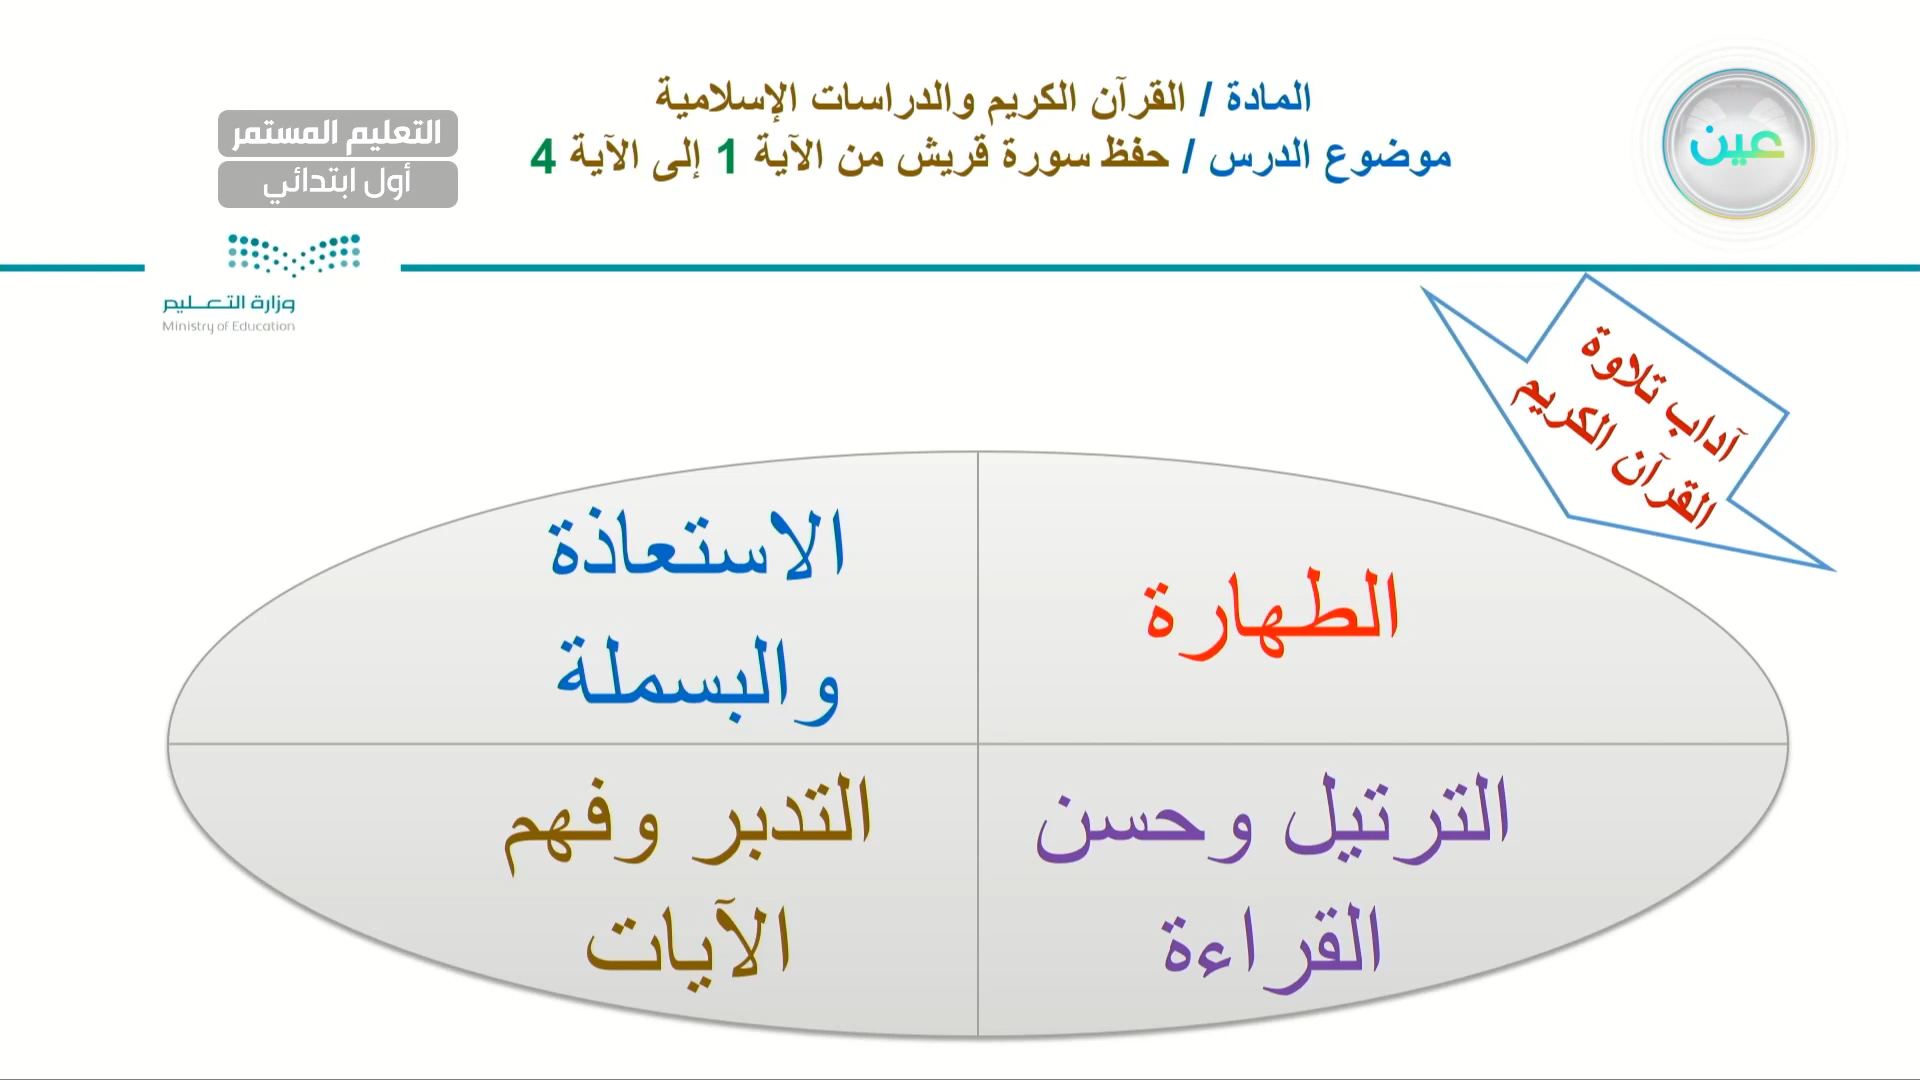 المادة / القرآن الكريم والدراسات الإسلامية
موضوع الدرس / حفظ سورة قريش من الآية 1 إلى الآية 4
عين
التعليم المستمر
أول ابتدائي
وزارة التعليم
Ministry of Education
آداب تلاوة
القرآن الكريم
الطهارة
الاستعاذة
والبسملة
الترتيل وحسن
القراءة
التدبر وفهم
الآيات